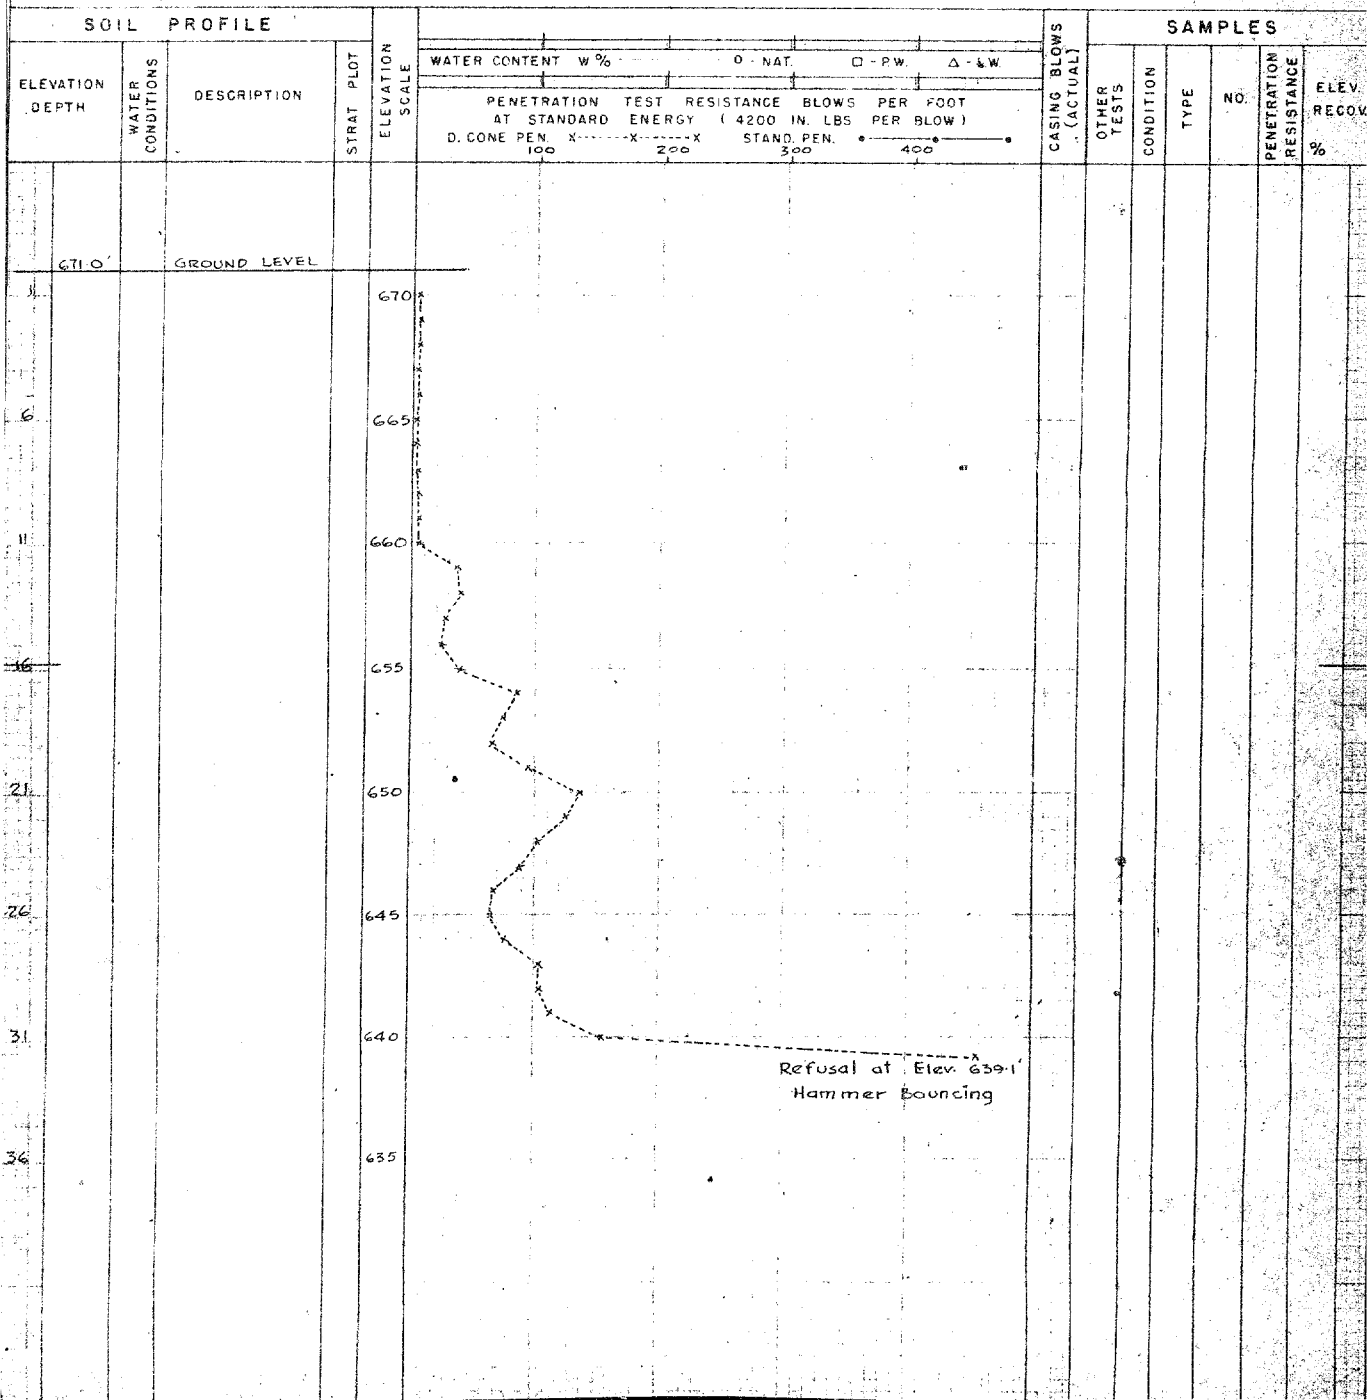 SOIL PROFILE
SAMPLES
ELEVATION
DEPTH
WATER
CONDITIONS
DESCRIPTION
STRAT PLOT
ELEVATION
SCALE
WATER CONTENT W % O - NAT. □ - P.W. Δ - L.W.
PENETRATION TEST RESISTANCE BLOWS PER FOOT
AT STANDARD ENERGY ( 4200 IN. LBS PER BLOW )
D. CONE PEN. X-------X-------X STAND. PEN.
100 200 300 400
CASING BLOWS
(ACTUAL)
OTHER
TESTS
CONDITION
TYPE
NO.
PENETRATION
RESISTANCE
ELEV.
RECOV.
%
671.0' GROUND LEVEL
1 670
6 665
11 660
16 655
21 650
26 645
31 640
Refusal at Elev. 639.1'
Hammer Bouncing
36 635